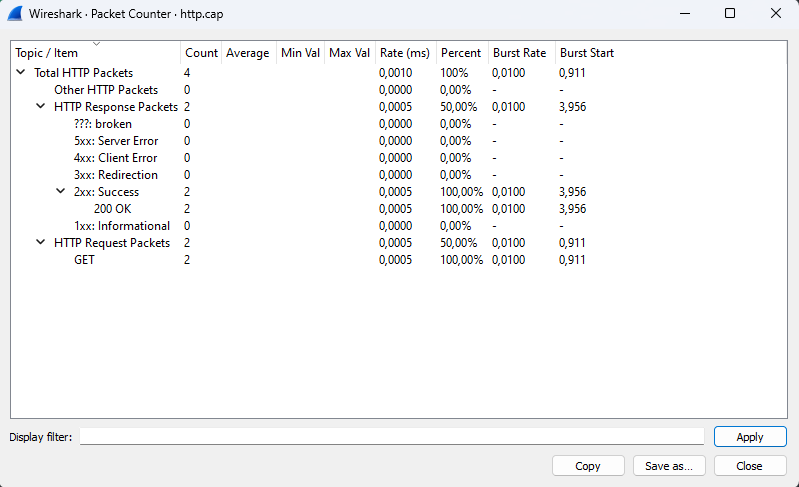 Wireshark · Packet Counter · http.cap
Topic / Item Count Average Min Val Max Val Rate (ms) Percent Burst Rate Burst Start
Total HTTP Packets 4 0,0010 100% 0,0100 0,911
Other HTTP Packets 0 0,0000 0,00% - -
HTTP Response Packets 2 0,0005 50,00% 0,0100 3,956
???: broken 0 0,0000 0,00% - -
5xx: Server Error 0 0,0000 0,00% - -
4xx: Client Error 0 0,0000 0,00% - -
3xx: Redirection 0 0,0000 0,00% - -
2xx: Success 2 0,0005 100,00% 0,0100 3,956
200 OK 2 0,0005 100,00% 0,0100 3,956
1xx: Informational 0 0,0000 0,00% - -
HTTP Request Packets 2 0,0005 50,00% 0,0100 0,911
GET 2 0,0005 100,00% 0,0100 0,911
Display filter: Apply
Copy Save as... Close